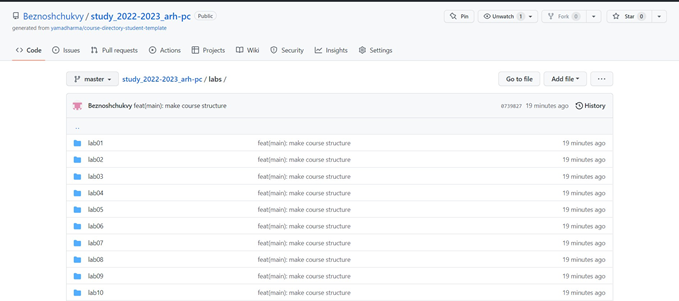 Beznoshchukvy / study_2022-2023_arh-pc Public
generated from yamadharma/course-directory-student-template
Pin Unwatch 1 Fork 0 Star 0
Code Issues Pull requests Actions Projects Wiki Security Insights Settings
master study_2022-2023_arh-pc / labs / Go to file Add file ...
Beznoshchukvy feat(main): make course structure 0739827 19 minutes ago History
..
lab01 feat(main): make course structure 19 minutes ago
lab02 feat(main): make course structure 19 minutes ago
lab03 feat(main): make course structure 19 minutes ago
lab04 feat(main): make course structure 19 minutes ago
lab05 feat(main): make course structure 19 minutes ago
lab06 feat(main): make course structure 19 minutes ago
lab07 feat(main): make course structure 19 minutes ago
lab08 feat(main): make course structure 19 minutes ago
lab09 feat(main): make course structure 19 minutes ago
lab10 feat(main): make course structure 19 minutes ago